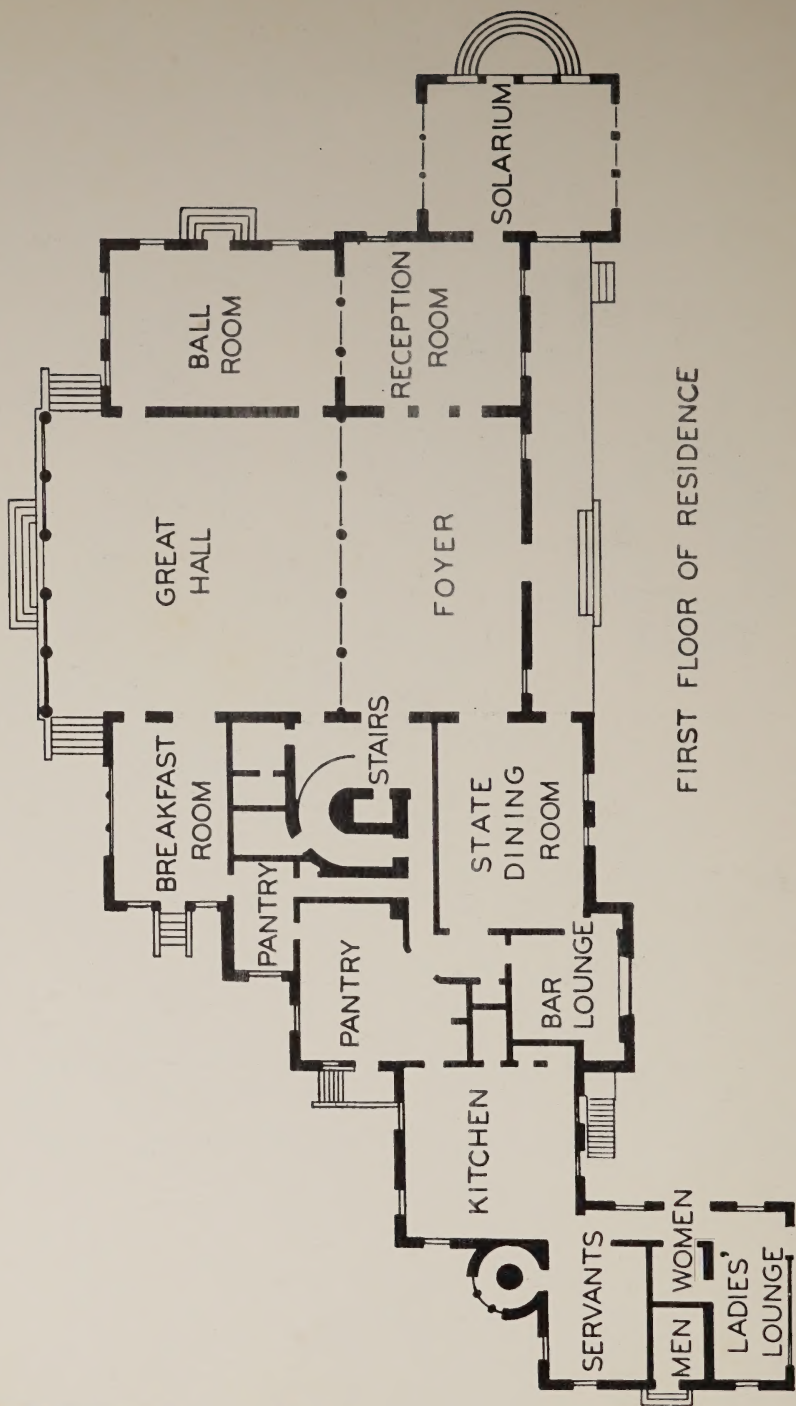 BREAKFAST
ROOM
GREAT
HALL
BALL
ROOM
PANTRY
PANTRY
STAIRS
FOYER
RECEPTION
ROOM
SOLARIUM
KITCHEN
BAR
LOUNGE
STATE
DINING
ROOM
SERVANTS
MEN
WOMEN
LADIES'
LOUNGE
FIRST FLOOR OF RESIDENCE